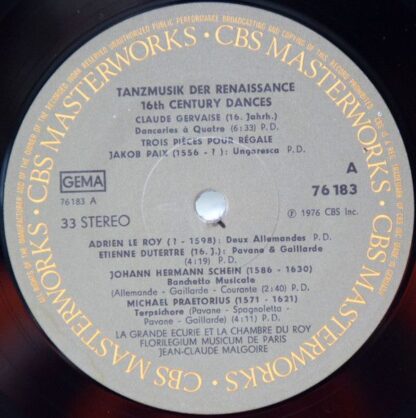 CBS MASTERWORKS · CBS MASTERWORKS · CBS MASTERWORKS · CBS MASTERWORKS ·
TANZMUSIK DER RENAISSANCE
16th CENTURY DANCES
CLAUDE GERVAISE (16. Jahrh.)
Danceries à Quatre (6:33) P.D.
TROIS PIÈCES POUR RÉGALE
JAKOB PAIX (1556 - ?): Ungaresca P.D.
GEMA
76183 A
A
76 183
33 STEREO
℗ 1976 CBS Inc.
ADRIEN LE ROY (? - 1598): Deux Allemandes P.D.
ETIENNE DUTERTRE (16. J.): Pavane & Gaillarde
(4:19) P.D.
JOHANN HERMANN SCHEIN (1586 - 1630)
Banchetto Musicale
(Allemande - Gaillarde - Courante (2:40) P.D.
MICHAEL PRAETORIUS (1571 - 1621)
Terpsichore (Pavane - Spagnoletta -
Pavane - Gaillarde) (4:11) P.D.
LA GRANDE ECURIE ET LA CHAMBRE DU ROY
FLORILEGIUM MUSICUM DE PARIS
JEAN-CLAUDE MALGOIRE